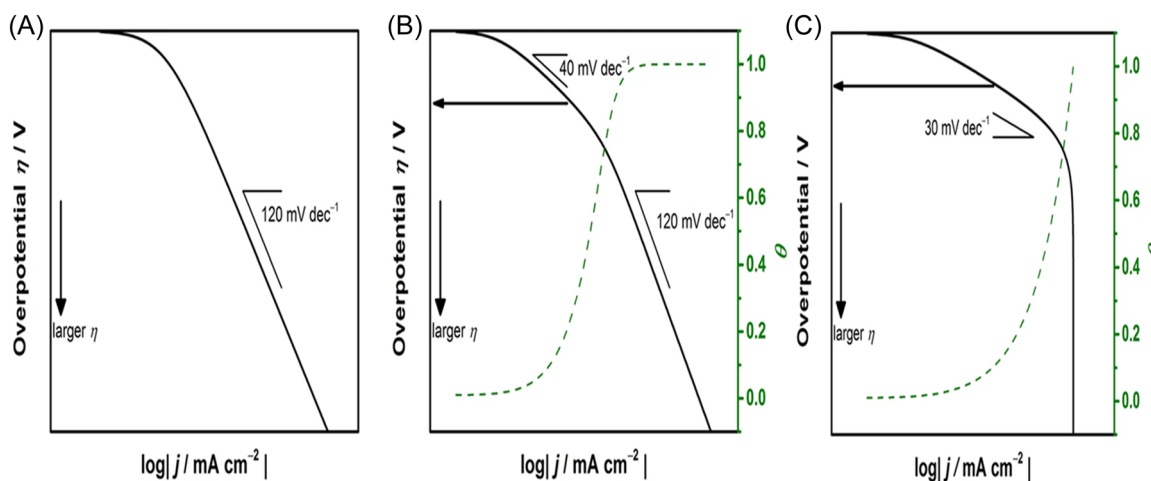 (A)
Overpotential η / V
120 mV dec⁻¹
larger η
log| j / mA cm⁻² |
(B)
Overpotential η / V
40 mV dec⁻¹
120 mV dec⁻¹
larger η
1.0
0.8
0.6
0.4
0.2
0.0
θ
log| j / mA cm⁻² |
(C)
Overpotential / V
30 mV dec⁻¹
larger η
1.0
0.8
0.6
0.4
0.2
0.0
log| j / mA cm⁻² |